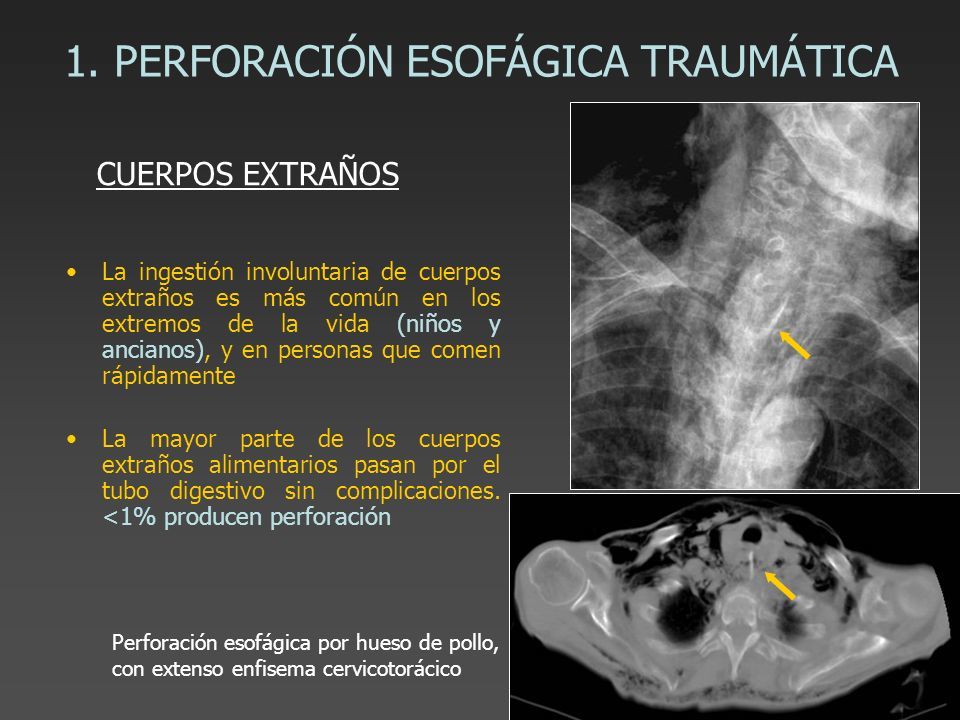 1. PERFORACIÓN ESOFÁGICA TRAUMÁTICA
CUERPOS EXTRAÑOS
• La ingestión involuntaria de cuerpos
extraños es más común en los
extremos de la vida (niños y
ancianos), y en personas que comen
rápidamente
• La mayor parte de los cuerpos
extraños alimentarios pasan por el
tubo digestivo sin complicaciones.
<1% producen perforación
Perforación esofágica por hueso de pollo,
con extenso enfisema cervicotorácico